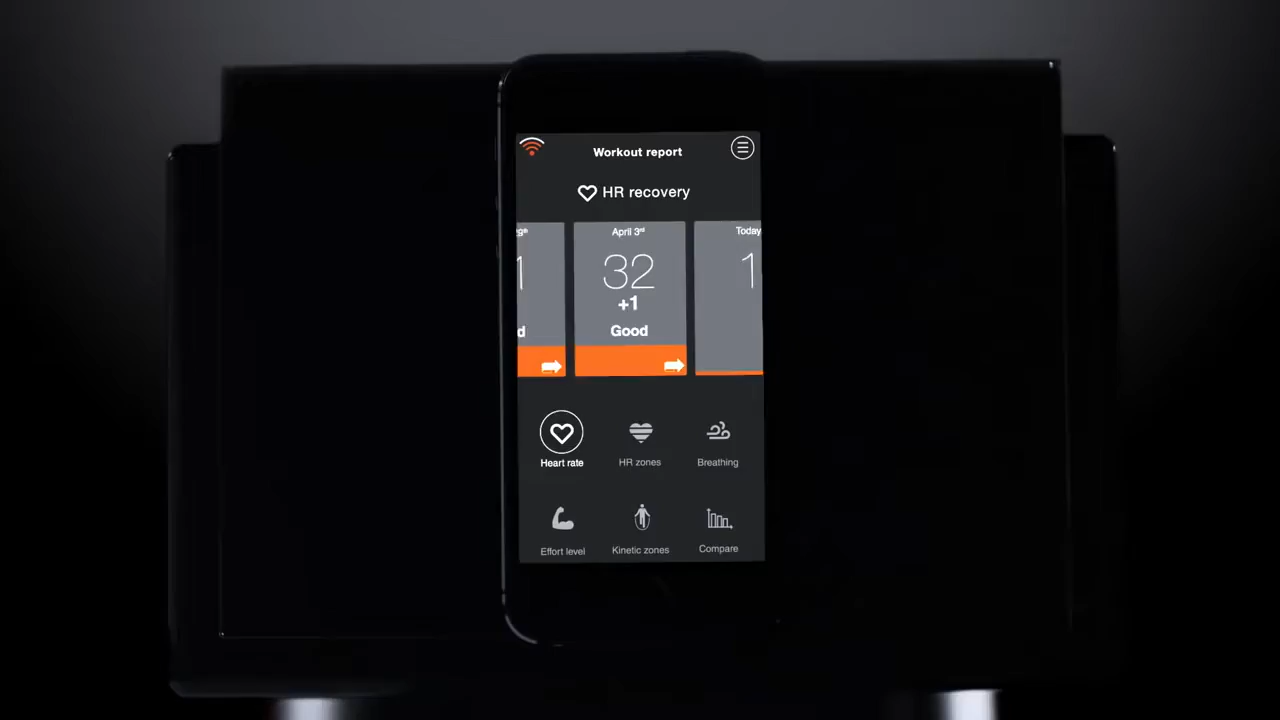 Workout report
HR recovery
April 3rd
Today
32
1
+1
Good
Heart rate
HR zones
Breathing
Effort level
Kinetic zones
Compare